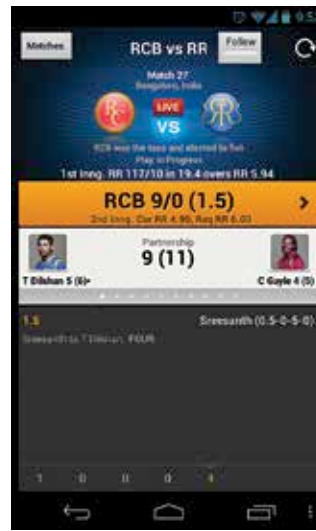 9:5
Matches
RCB vs RR
Follow
Match 27
Bengaluru, India
LIVE
VS
RCB won the toss and elected to field
Play in Progress
1st Inng. RR 117/10 in 19.4 overs RR 5.94
RCB 9/0 (1.5)
2nd Inng. Cur RR 4.90, Req RR 6.03
Partnership
9 (11)
T Dilshan 5 (6)*
C Gayle 4 (5)
1.5
Sreesanth (0.5-0-5-0)
Sreesanth to T Dilshan, FOUR
1 0 0 0 4